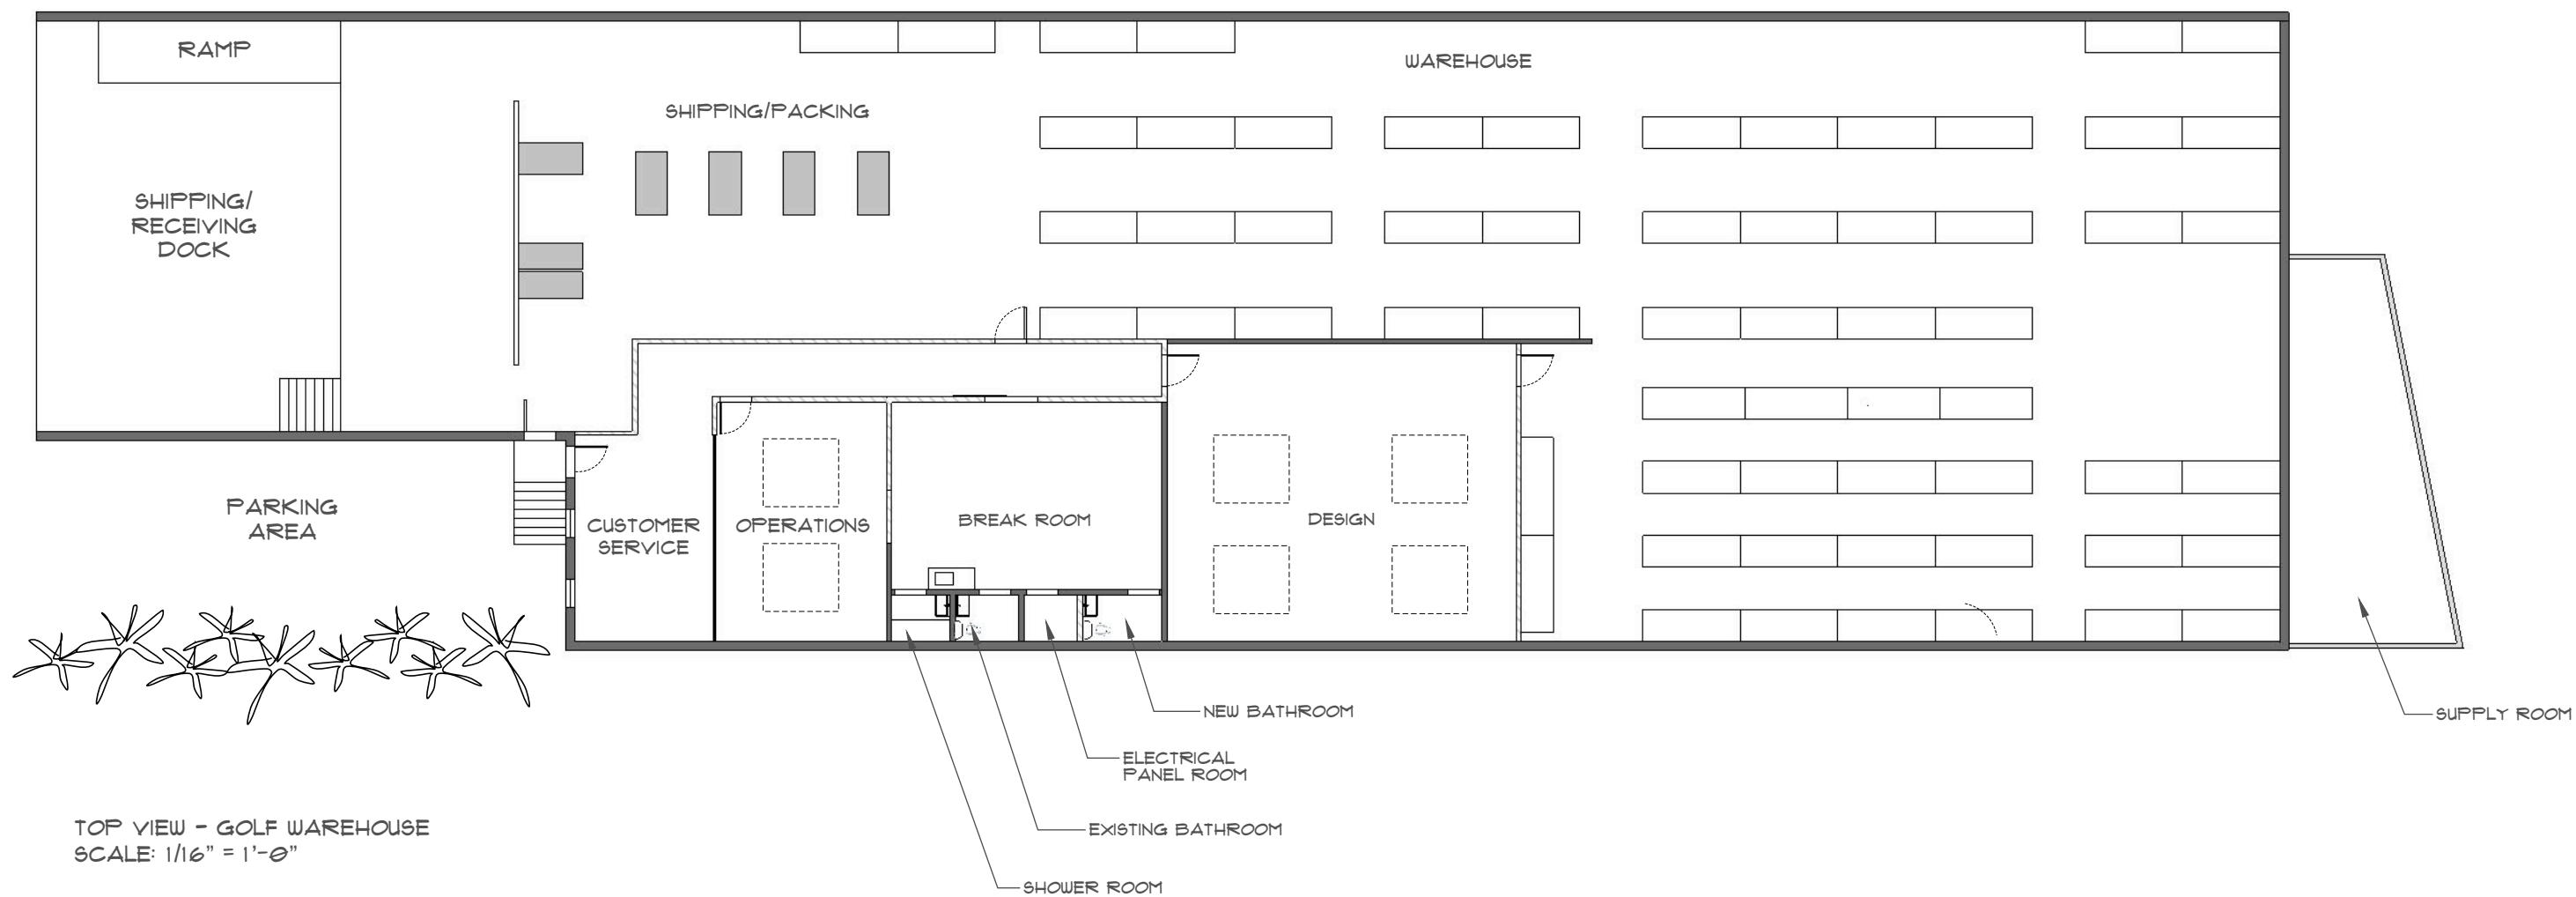 RAMP
WAREHOUSE
SHIPPING/PACKING
SHIPPING/
RECEIVING
DOCK
PARKING
AREA
CUSTOMER
SERVICE
OPERATIONS
BREAK ROOM
DESIGN
NEW BATHROOM
SUPPLY ROOM
ELECTRICAL
PANEL ROOM
EXISTING BATHROOM
SHOWER ROOM
TOP VIEW - GOLF WAREHOUSE
SCALE: 1/16" = 1'-0"